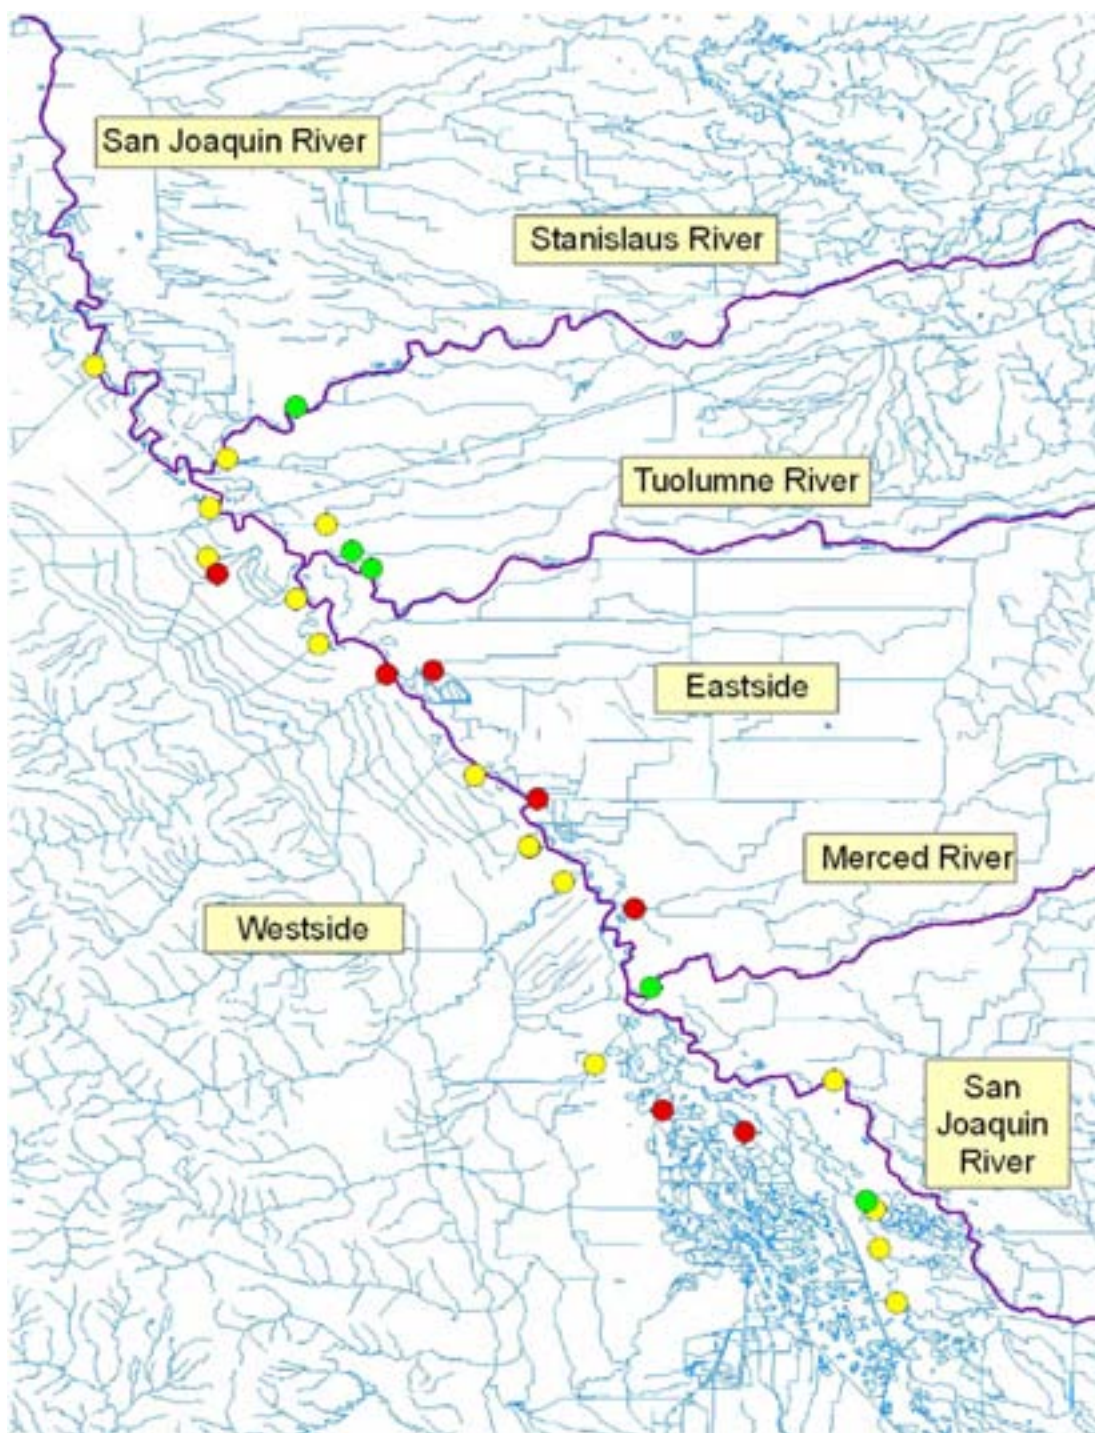 San Joaquin River
Stanislaus River
Tuolumne River
Eastside
Merced River
Westside
San
Joaquin
River